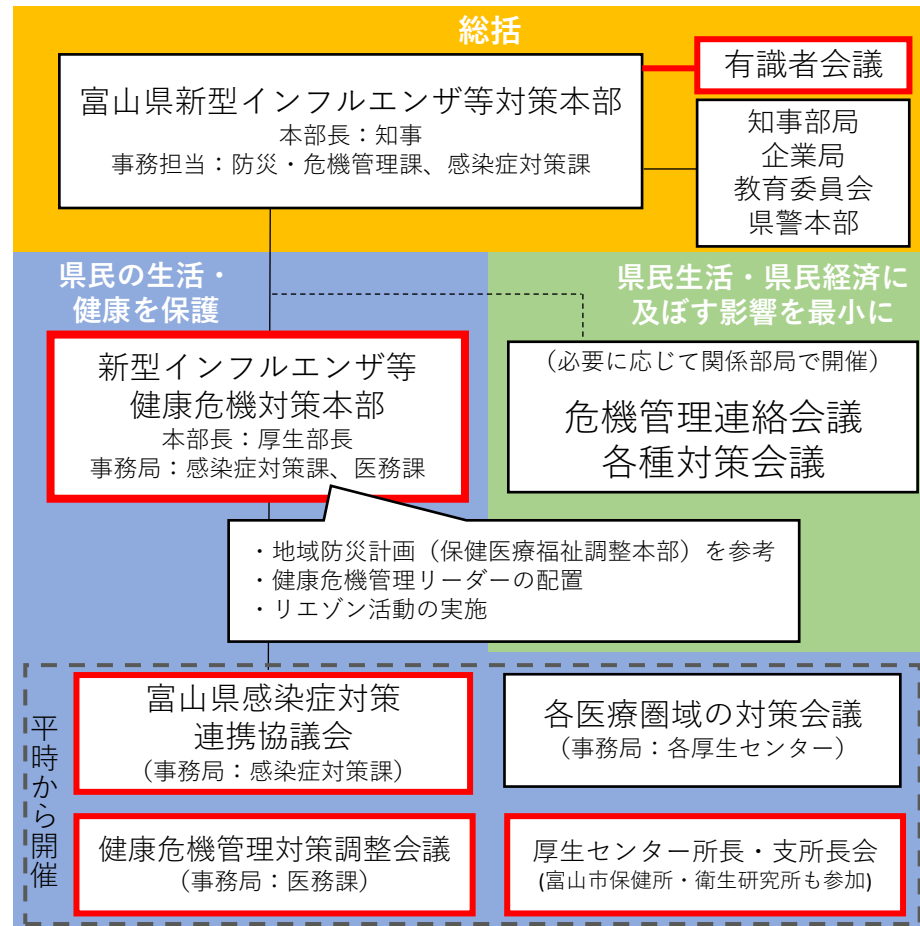 総括
富山県新型インフルエンザ等対策本部
本部長：知事
事務担当：防災・危機管理課、感染症対策課
有識者会議
知事部局
企業局
教育委員会
県警本部
県民の生活・
健康を保護
県民生活・県民経済に
及ぼす影響を最小に
新型インフルエンザ等
健康危機対策本部
本部長：厚生部長
事務局：感染症対策課、医務課
（必要に応じて関係部局で開催）
危機管理連絡会議
各種対策会議
・地域防災計画（保健医療福祉調整本部）を参考
・健康危機管理リーダーの配置
・リエゾン活動の実施
平時から開催
富山県感染症対策
連携協議会
（事務局：感染症対策課）
各医療圏域の対策会議
（事務局：各厚生センター）
健康危機管理対策調整会議
（事務局：医務課）
厚生センター所長・支所長会
(富山市保健所・衛生研究所も参加)